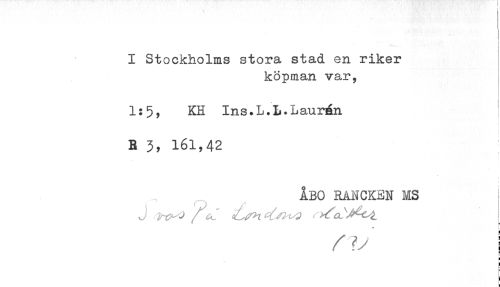 I Stockholms stora stad en riker
köpman var,
1:5, KH Ins.L.L.Laurén
R 3, 161,42
ÅBO RANCKEN MS
På Londons slätter
(?)